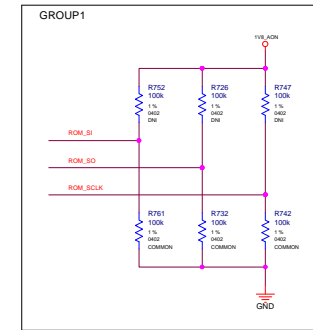 GROUP1
1V8_AON
R752
100k
1 %
0402
DNI
R726
100k
1 %
0402
DNI
R747
100k
1 %
0402
DNI
ROM_SI
ROM_SO
ROM_SCLK
R761
100k
1 %
0402
COMMON
R732
100k
1 %
0402
COMMON
R742
100k
1 %
0402
COMMON
GND